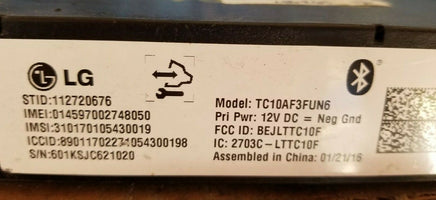 LG
STID:112720676
IMEI:014597002748050
IMSI:310170105430019
ICCID:89011702271054300198
S/N:601KSJC621020
Model: TC10AF3FUN6
Pri Pwr: 12V DC = Neg Gnd
FCC ID: BEJLTTC10F
IC: 2703C-LTTC10F
Assembled in China: 01/21/16